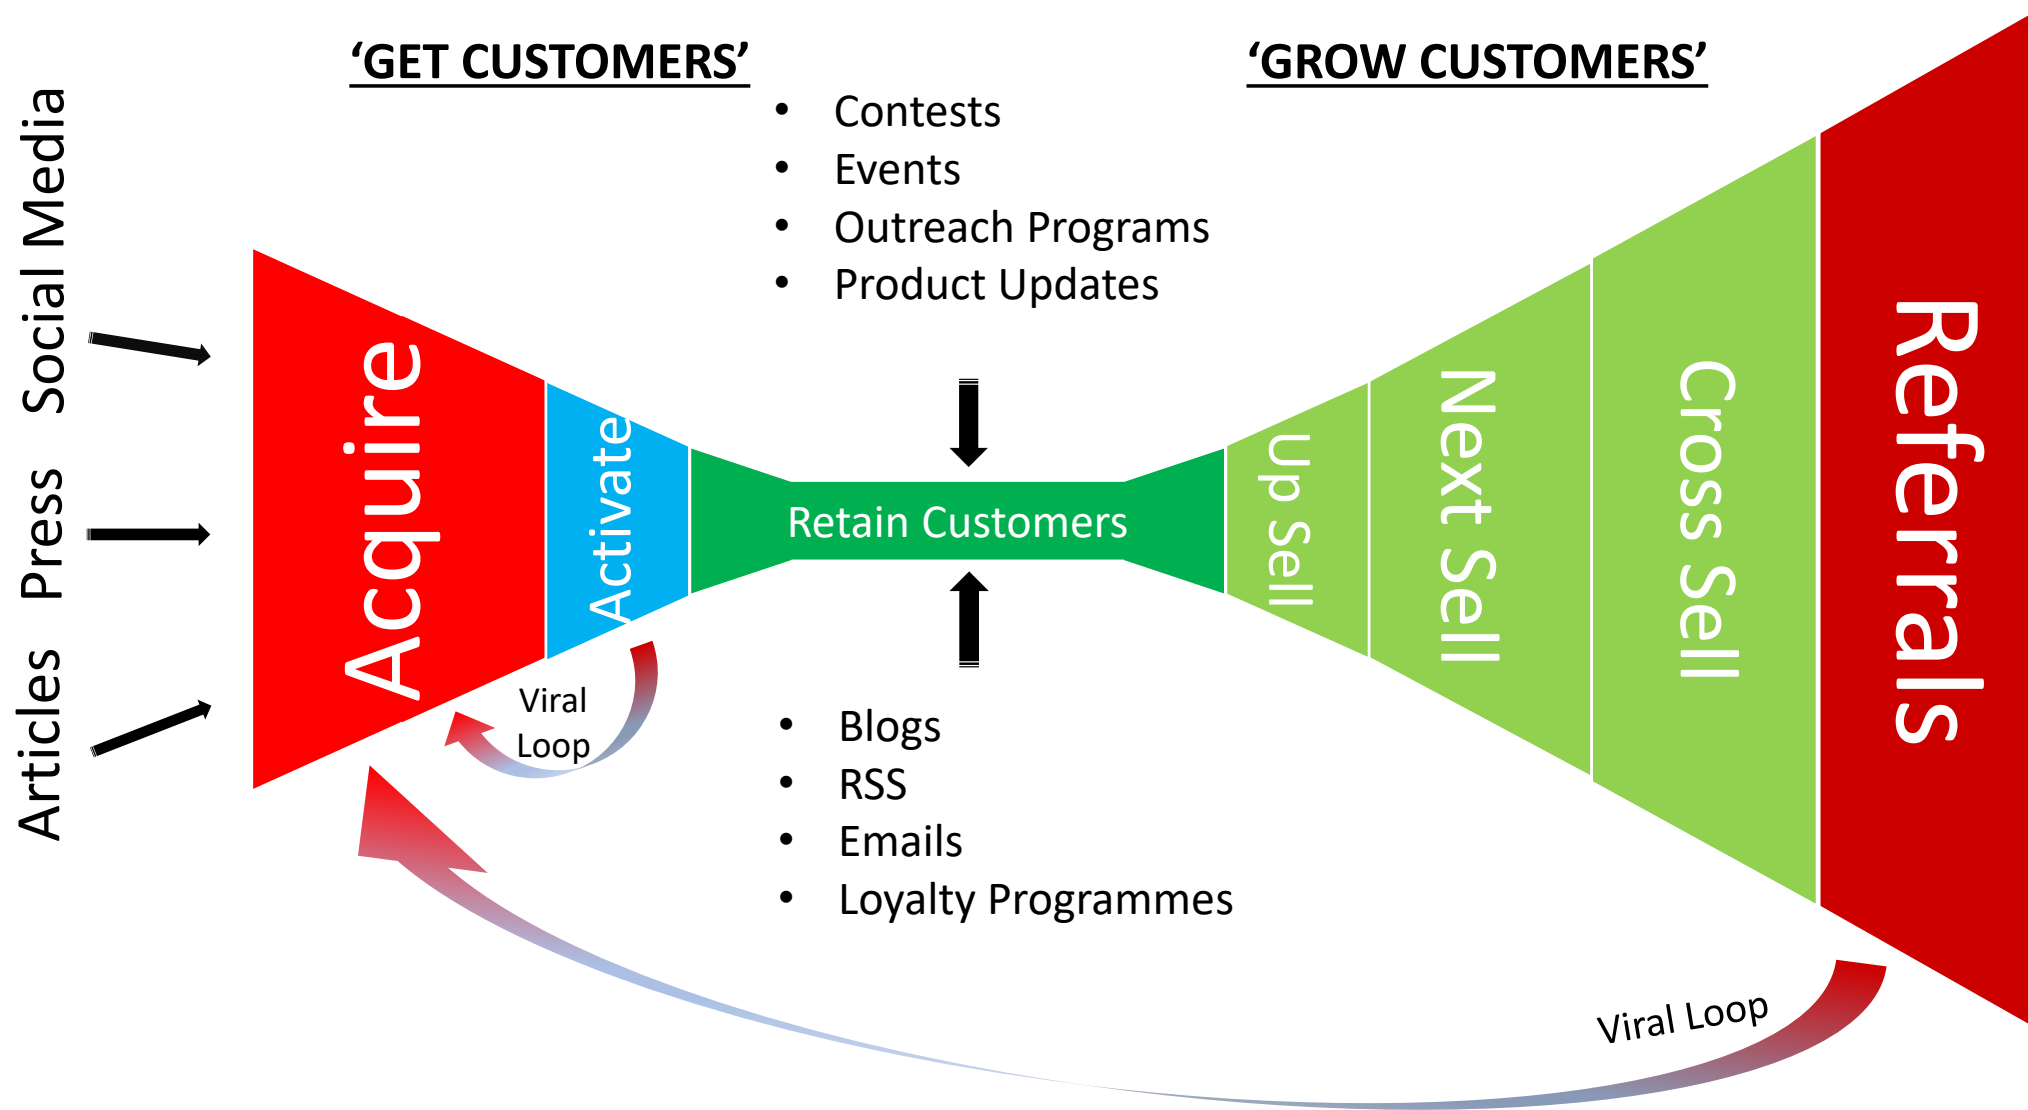 ‘GET CUSTOMERS’
‘GROW CUSTOMERS’
• Contests
• Events
• Outreach Programs
• Product Updates
Social Media
Press
Articles
Acquire
Activate
Retain Customers
Up Sell
Next Sell
Cross Sell
Referrals
Viral
Loop
• Blogs
• RSS
• Emails
• Loyalty Programmes
Viral Loop